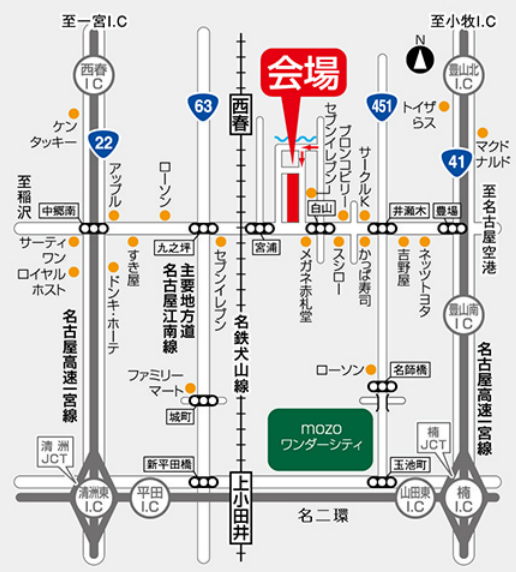 至一宮I.C
至小牧I.C
N
西春
I C
豊山北
I.C
会場
西春
63
451
22
41
ケン
タッキー
アップル
ローソン
セブンイレブン
ブロンコビリー
サークルK
トイザ
らス
マクド
ナルド
至稲沢
中郷南
九之坪
宮浦
白山
井瀬木
豊場
至名古屋空港
サーティ
ワン
ロイヤル
ホスト
ドンキ・ホーテ
すき屋
主要地方道
名古屋江南線
セブンイレブン
名鉄犬山線
メガネ赤札堂
スシロー
かっぱ寿司
吉野屋
ネッツトヨタ
豊山南
I C
名古屋高速一宮線
名古屋高速一宮線
ファミリー
マート
城町
ローソン
名師橋
mozo
ワンダーシティ
清洲
JCT
楠
JCT
新平田橋
上小田井
玉池町
清洲東
I.C
平田
I.C
名二環
山田東
I.C
楠
I.C